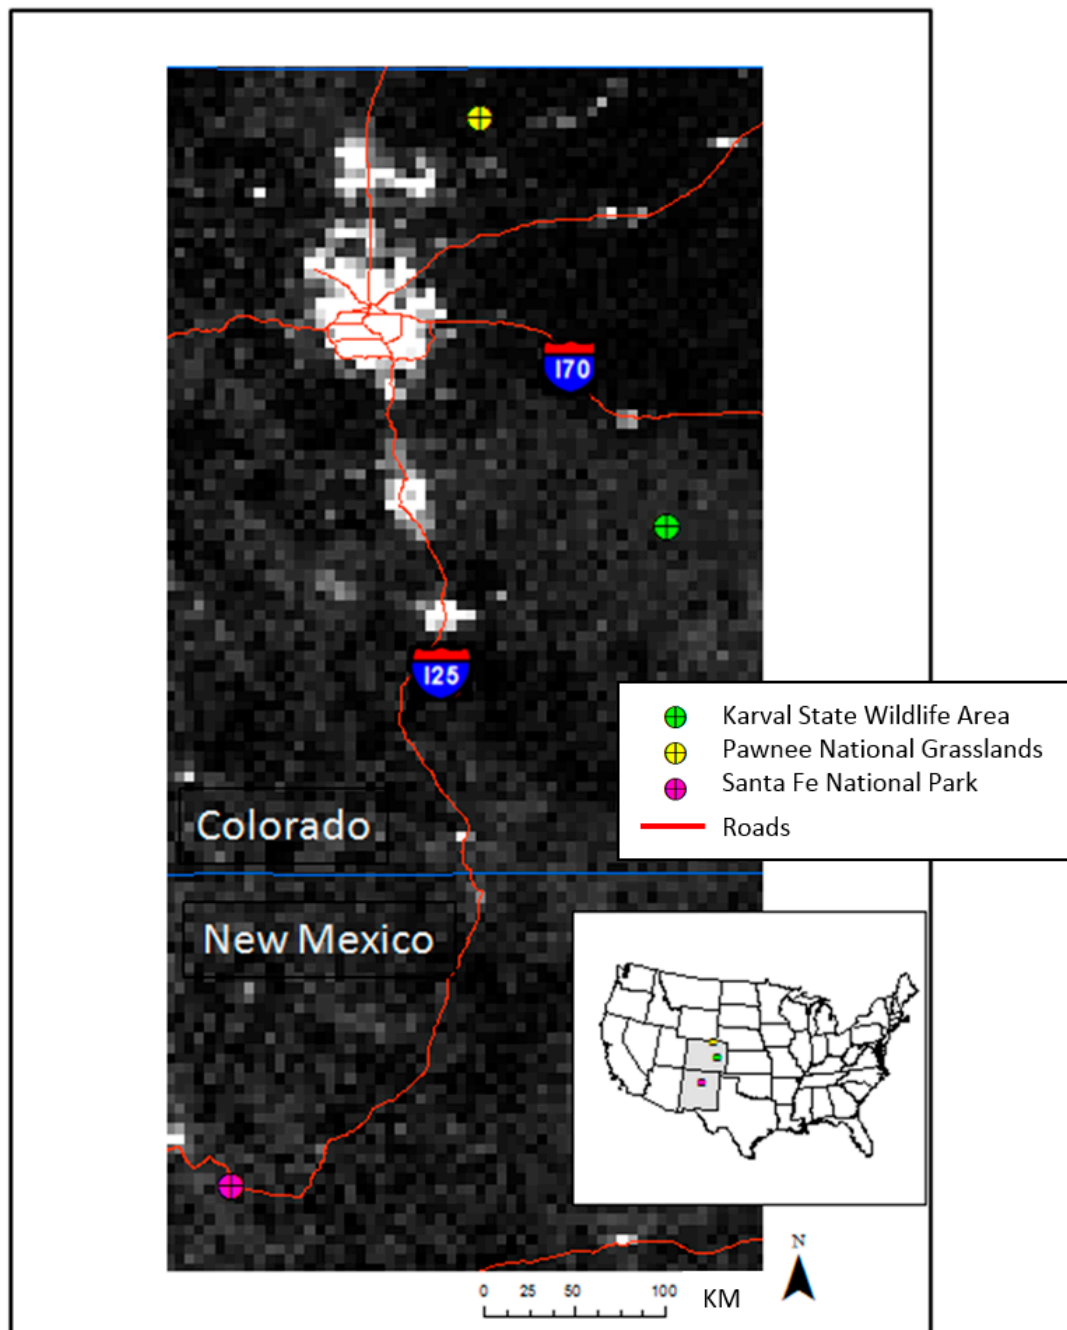 I70
I25
Karval State Wildlife Area
Pawnee National Grasslands
Santa Fe National Park
Roads
Colorado
New Mexico
N
0 25 50 100 KM